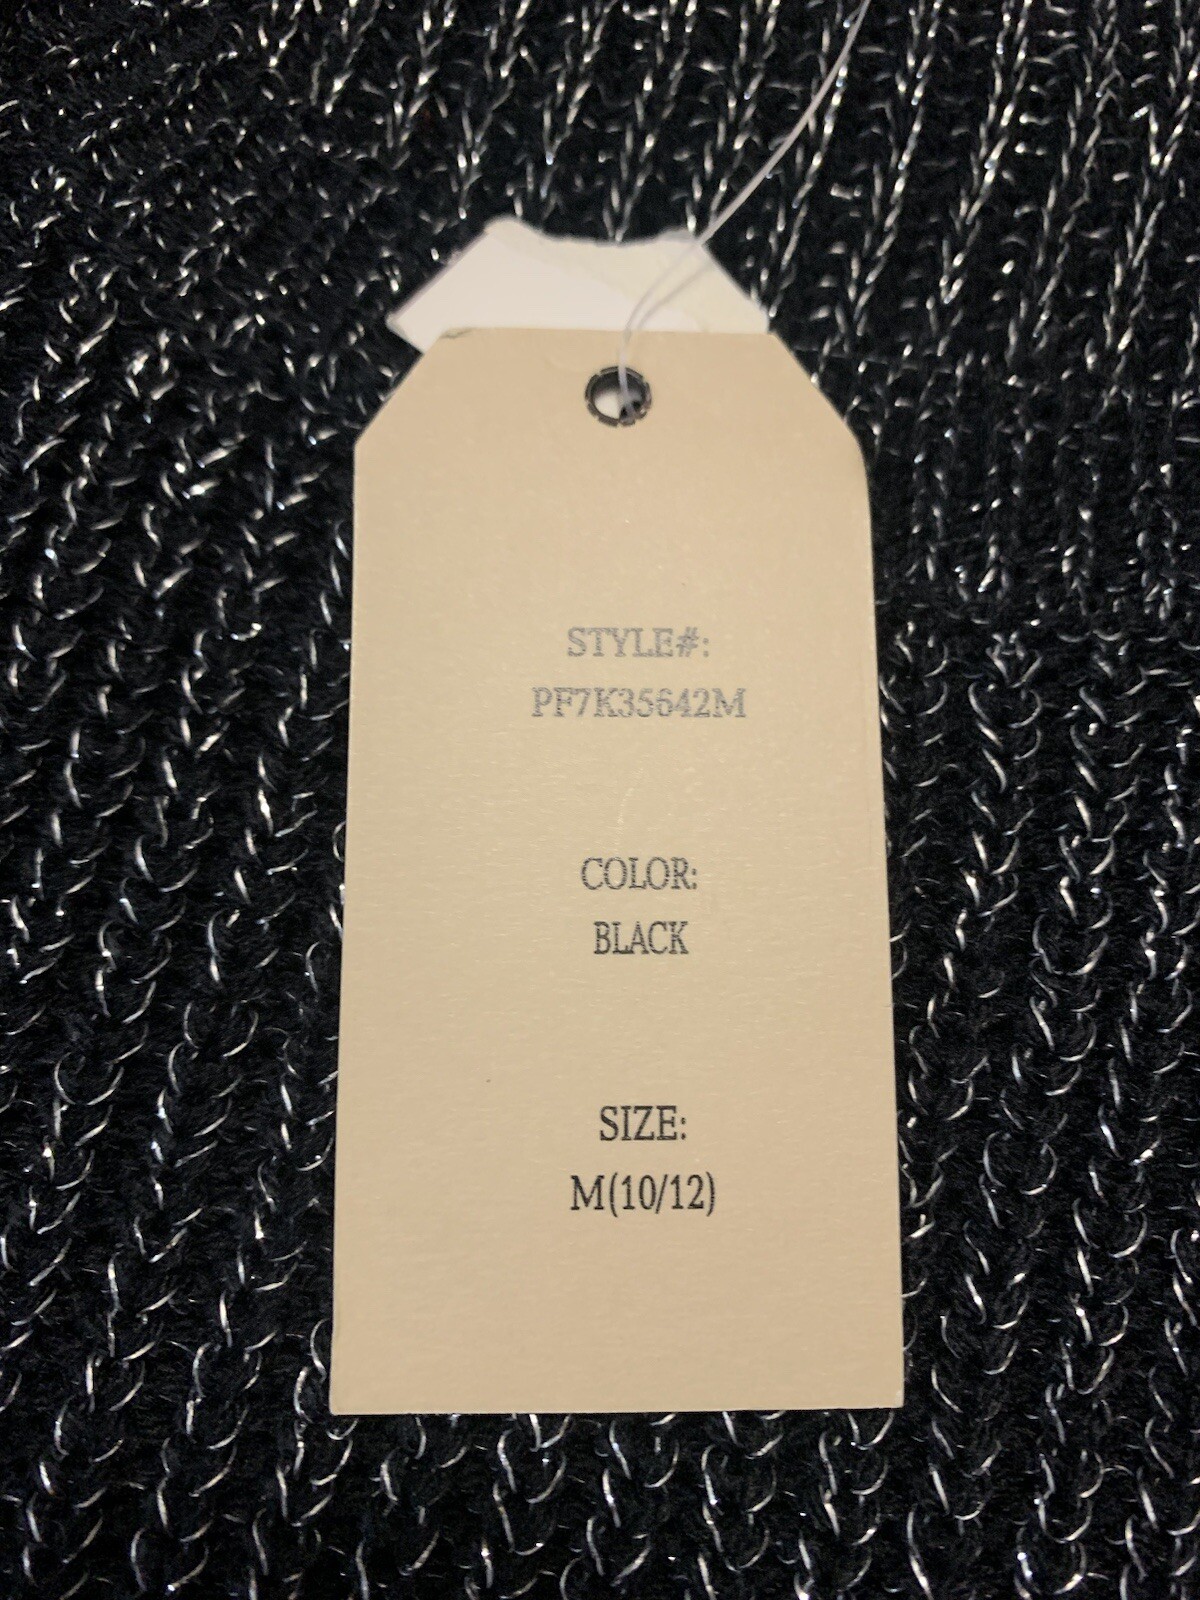 STYLE#:
PF7K35642M
COLOR:
BLACK
SIZE:
M(10/12)